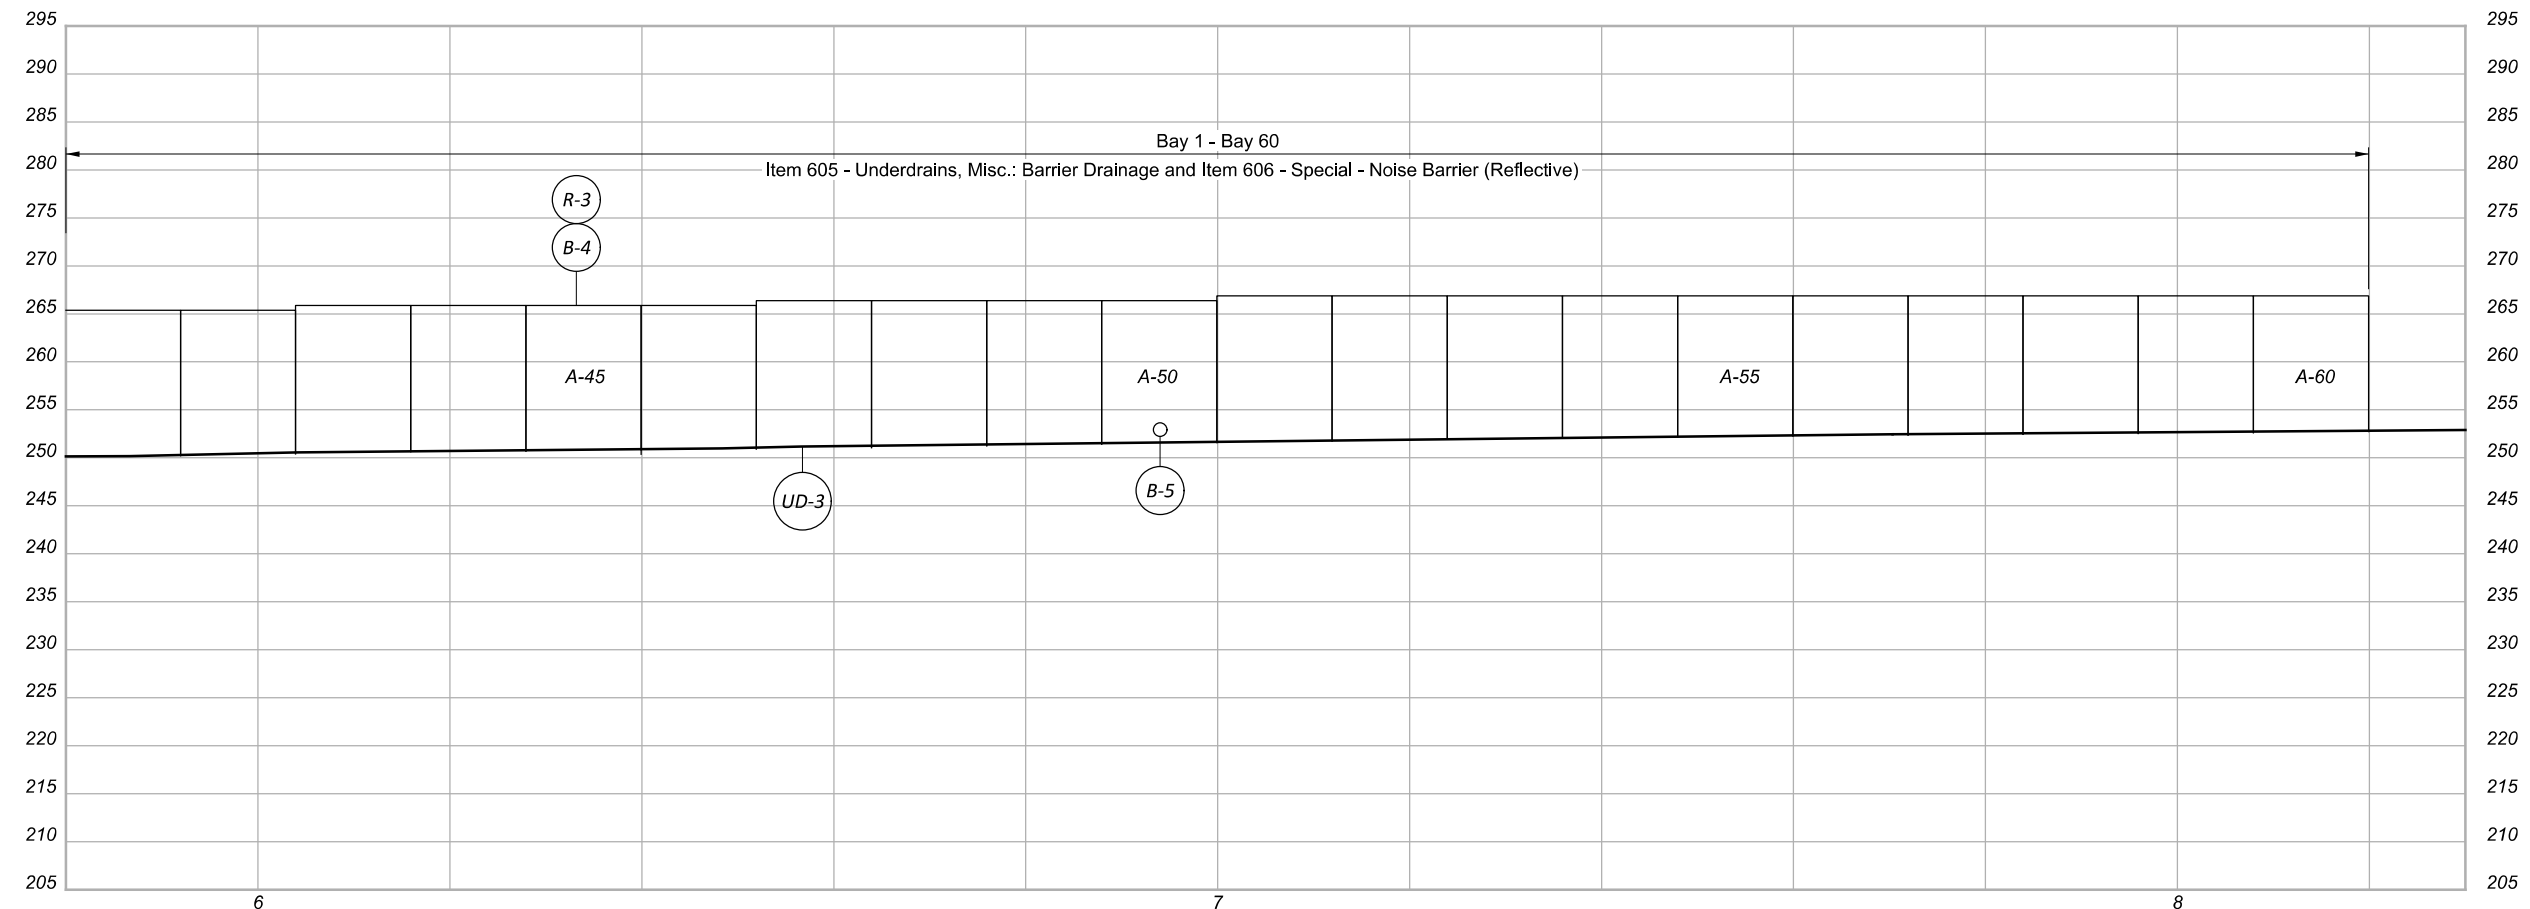 295 295
290 290
285 285
Bay 1 - Bay 60
280 280
Item 605 - Underdrains, Misc.: Barrier Drainage and Item 606 - Special - Noise Barrier (Reflective)
R-3
275 275
B-4
270 270
265 265
260 260
A-45 A-50 A-55 A-60
255 255
250 250
B-5
245 245
UD-3
240 240
235 235
230 230
225 225
220 220
215 215
210 210
205 205
6 7 8